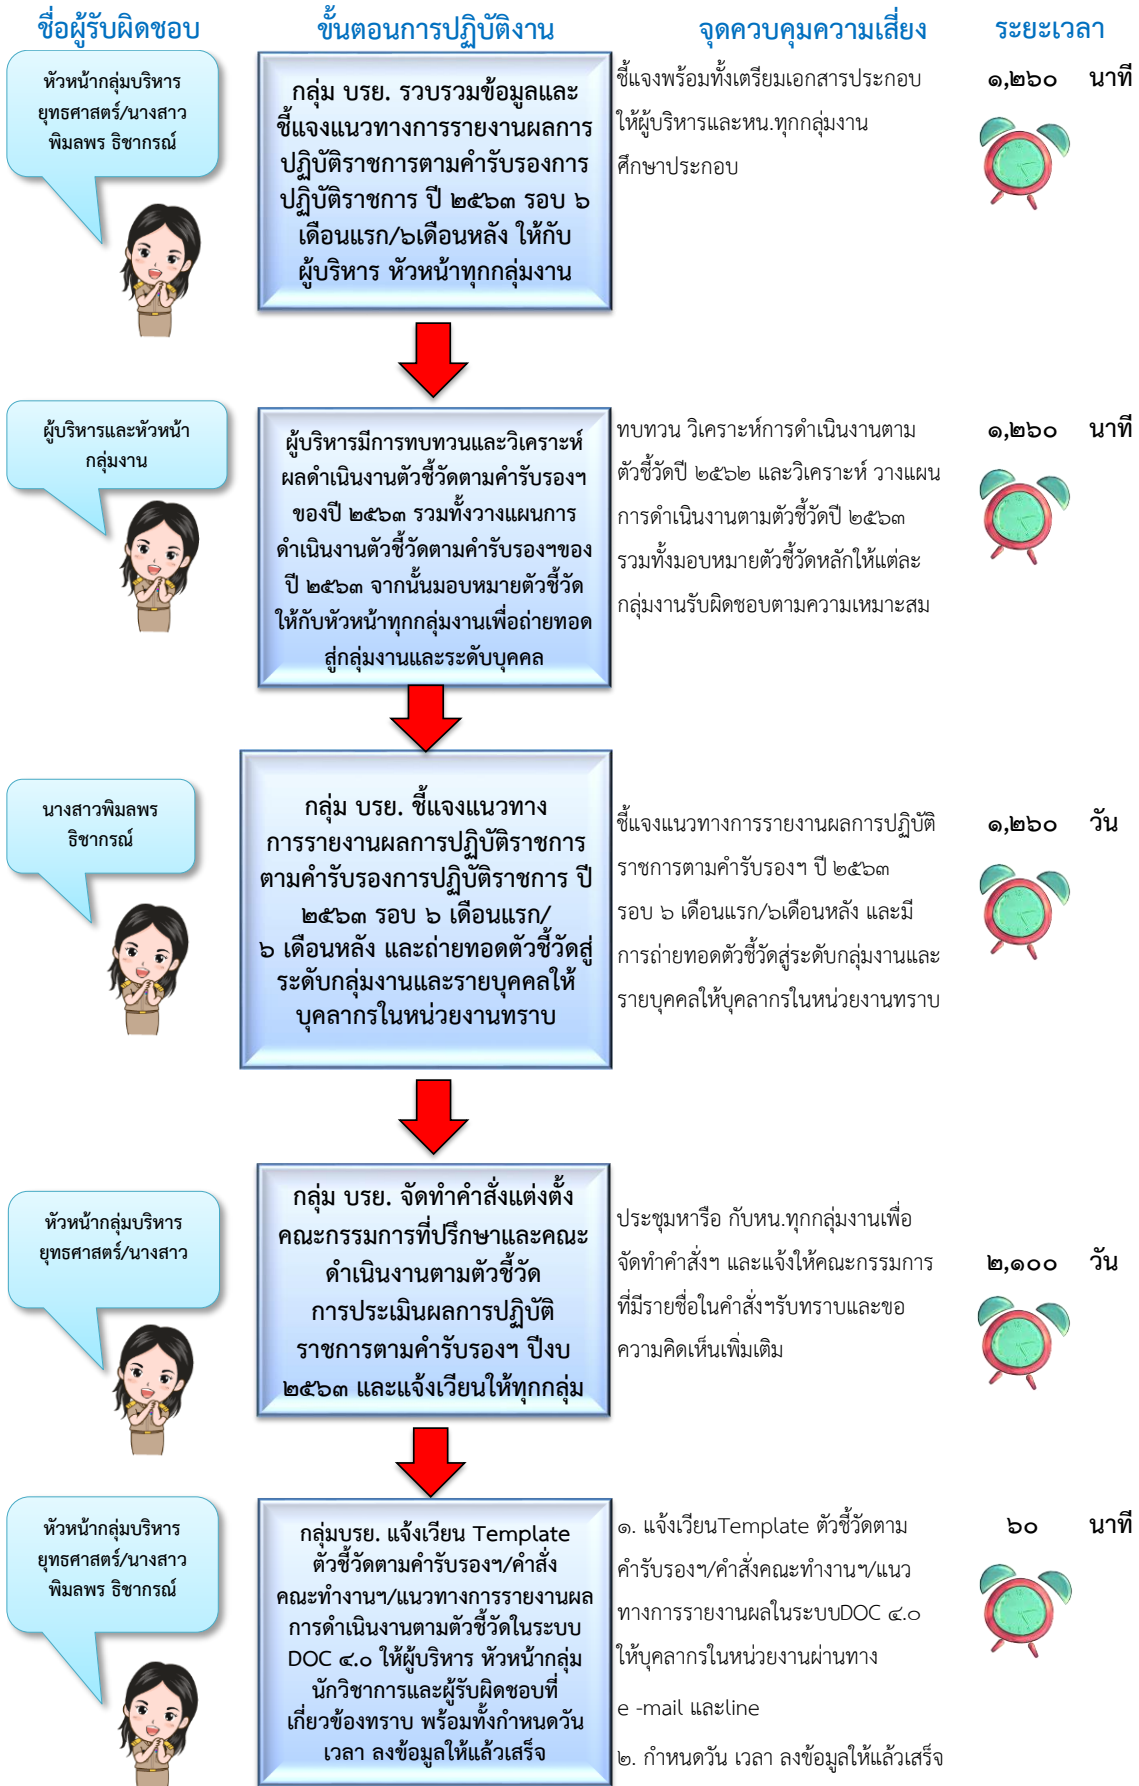 ชื่อผู้รับผิดชอบ
ขั้นตอนการปฏิบัติงาน
จุดควบคุมความเสี่ยง
ระยะเวลา
หัวหน้ากลุ่มบริหาร
ยุทธศาสตร์/นางสาว
พิมลพร ธิชากรณ์
กลุ่ม บรย. รวบรวมข้อมูลและ
ชี้แจงแนวทางการรายงานผลการ
ปฏิบัติราชการตามคำรับรองการ
ปฏิบัติราชการ ปี ๒๕๖๓ รอบ ๖
เดือนแรก/๖เดือนหลัง ให้กับ
ผู้บริหาร หัวหน้าทุกกลุ่มงาน
ชี้แจงพร้อมทั้งเตรียมเอกสารประกอบ
ให้ผู้บริหารและหน.ทุกกลุ่มงาน
ศึกษาประกอบ
๑,๒๖๐ นาที
ผู้บริหารและหัวหน้า
กลุ่มงาน
ผู้บริหารมีการทบทวนและวิเคราะห์
ผลดำเนินงานตัวชี้วัดตามคำรับรองฯ
ของปี ๒๕๖๓ รวมทั้งวางแผนการ
ดำเนินงานตัวชี้วัดตามคำรับรองฯของ
ปี ๒๕๖๓ จากนั้นมอบหมายตัวชี้วัด
ให้กับหัวหน้าทุกกลุ่มงานเพื่อถ่ายทอด
สู่กลุ่มงานและระดับบุคคล
ทบทวน วิเคราะห์การดำเนินงานตาม
ตัวชี้วัดปี ๒๕๖๒ และวิเคราะห์ วางแผน
การดำเนินงานตามตัวชี้วัดปี ๒๕๖๓
รวมทั้งมอบหมายตัวชี้วัดหลักให้แต่ละ
กลุ่มงานรับผิดชอบตามความเหมาะสม
๑,๒๖๐ นาที
นางสาวพิมลพร
ธิชากรณ์
กลุ่ม บรย. ชี้แจงแนวทาง
การรายงานผลการปฏิบัติราชการ
ตามคำรับรองการปฏิบัติราชการ ปี
๒๕๖๓ รอบ ๖ เดือนแรก/
๖ เดือนหลัง และถ่ายทอดตัวชี้วัดสู่
ระดับกลุ่มงานและรายบุคคลให้
บุคลากรในหน่วยงานทราบ
ชี้แจงแนวทางการรายงานผลการปฏิบัติ
ราชการตามคำรับรองฯ ปี ๒๕๖๓
รอบ ๖ เดือนแรก/๖เดือนหลัง และมี
การถ่ายทอดตัวชี้วัดสู่ระดับกลุ่มงานและ
รายบุคคลให้บุคลากรในหน่วยงานทราบ
๑,๒๖๐ วัน
หัวหน้ากลุ่มบริหาร
ยุทธศาสตร์/นางสาว
กลุ่ม บรย. จัดทำคำสั่งแต่งตั้ง
คณะกรรมการที่ปรึกษาและคณะ
ดำเนินงานตามตัวชี้วัด
การประเมินผลการปฏิบัติ
ราชการตามคำรับรองฯ ปีงบ
๒๕๖๓ และแจ้งเวียนให้ทุกกลุ่ม
ประชุมหารือ กับหน.ทุกกลุ่มงานเพื่อ
จัดทำคำสั่งฯ และแจ้งให้คณะกรรมการ
ที่มีรายชื่อในคำสั่งฯรับทราบและขอ
ความคิดเห็นเพิ่มเติม
๒,๑๐๐ วัน
หัวหน้ากลุ่มบริหาร
ยุทธศาสตร์/นางสาว
พิมลพร ธิชากรณ์
กลุ่มบรย. แจ้งเวียน Template
ตัวชี้วัดตามคำรับรองฯ/คำสั่ง
คณะทำงานฯ/แนวทางการรายงานผล
การดำเนินงานตามตัวชี้วัดในระบบ
DOC ๔.๐ ให้ผู้บริหาร หัวหน้ากลุ่ม
นักวิชาการและผู้รับผิดชอบที่
เกี่ยวข้องทราบ พร้อมทั้งกำหนดวัน
เวลา ลงข้อมูลให้แล้วเสร็จ
๑. แจ้งเวียนTemplate ตัวชี้วัดตาม
คำรับรองฯ/คำสั่งคณะทำงานฯ/แนว
ทางการรายงานผลในระบบDOC ๔.๐
ให้บุคลากรในหน่วยงานผ่านทาง
e -mail และline
๒. กำหนดวัน เวลา ลงข้อมูลให้แล้วเสร็จ
๖๐ นาที